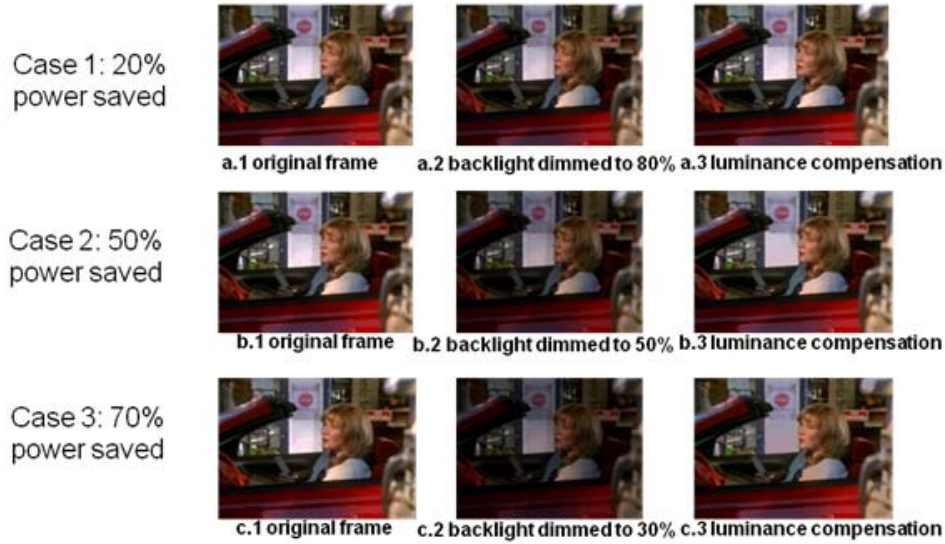 Case 1: 20%
power saved
a.1 original frame
a.2 backlight dimmed to 80%
a.3 luminance compensation
Case 2: 50%
power saved
b.1 original frame
b.2 backlight dimmed to 50%
b.3 luminance compensation
Case 3: 70%
power saved
c.1 original frame
c.2 backlight dimmed to 30%
c.3 luminance compensation